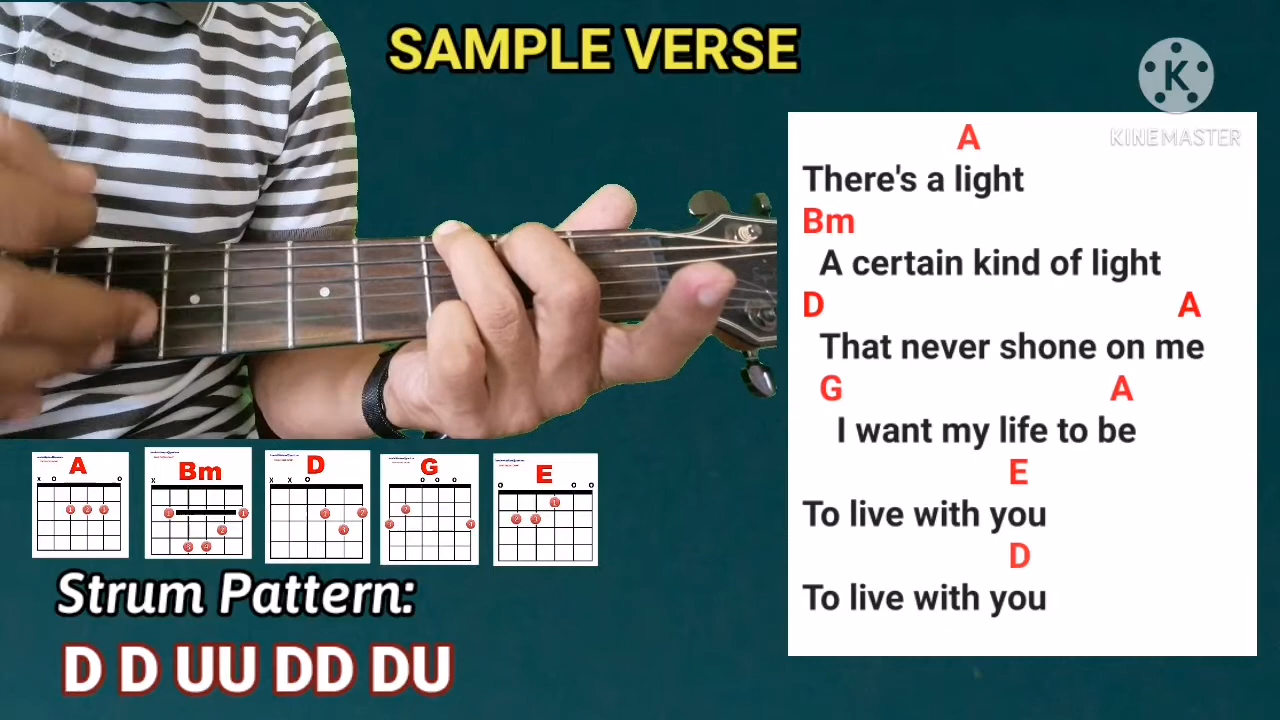 SAMPLE VERSE
K
KINEMASTER
A
There's a light
Bm
A certain kind of light
D A
That never shone on me
G A
I want my life to be
E
To live with you
D
To live with you
A
X O O
Bm
X
D
X X O
G
O O O
E
O O O
Strum Pattern:
D D UU DD DU